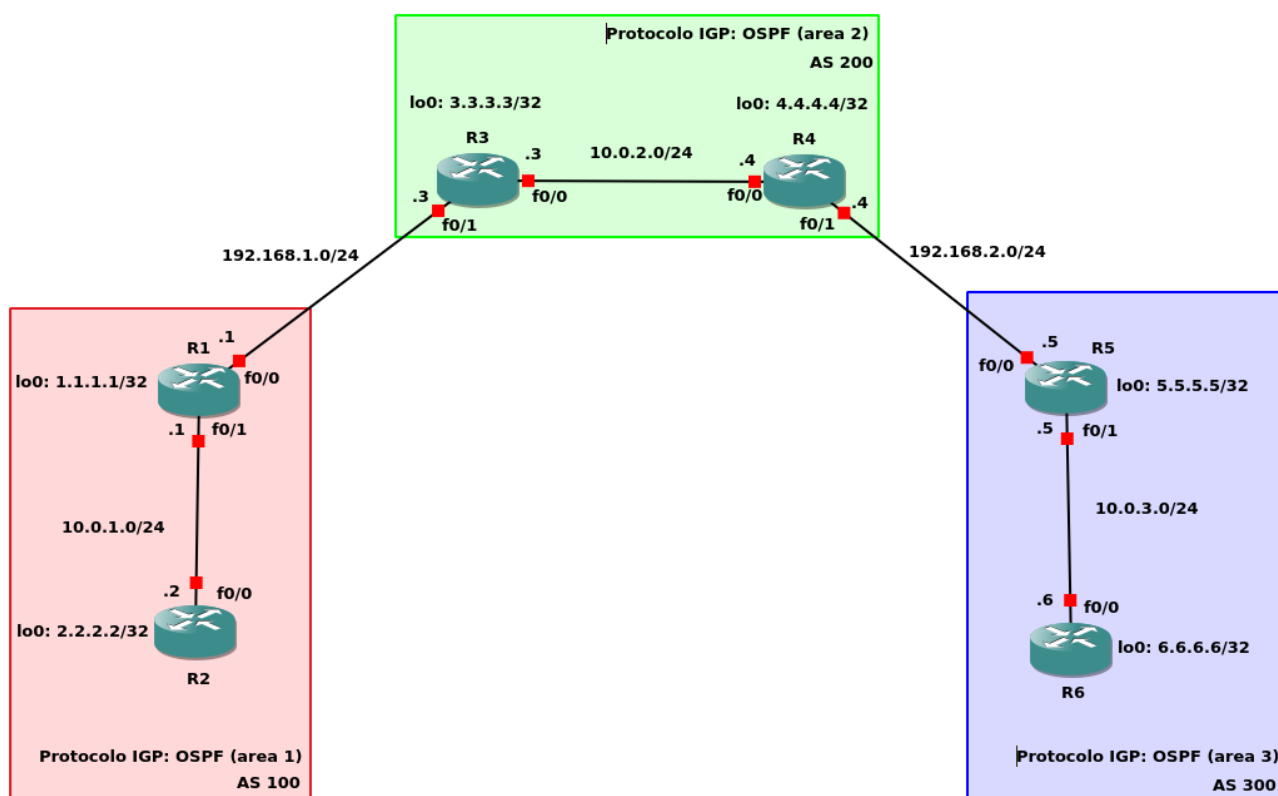 Protocolo IGP: OSPF (area 2)
AS 200
lo0: 3.3.3.3/32
lo0: 4.4.4.4/32
R3
R4
.3
10.0.2.0/24
.4
f0/0
f0/0
.3
f0/1
.4
f0/1
192.168.1.0/24
192.168.2.0/24
.1
R1
f0/0
lo0: 1.1.1.1/32
.1
f0/1
10.0.1.0/24
.2
f0/0
lo0: 2.2.2.2/32
R2
Protocolo IGP: OSPF (area 1)
AS 100
.5
R5
f0/0
lo0: 5.5.5.5/32
.5
f0/1
10.0.3.0/24
.6
f0/0
lo0: 6.6.6.6/32
R6
Protocolo IGP: OSPF (area 3)
AS 300